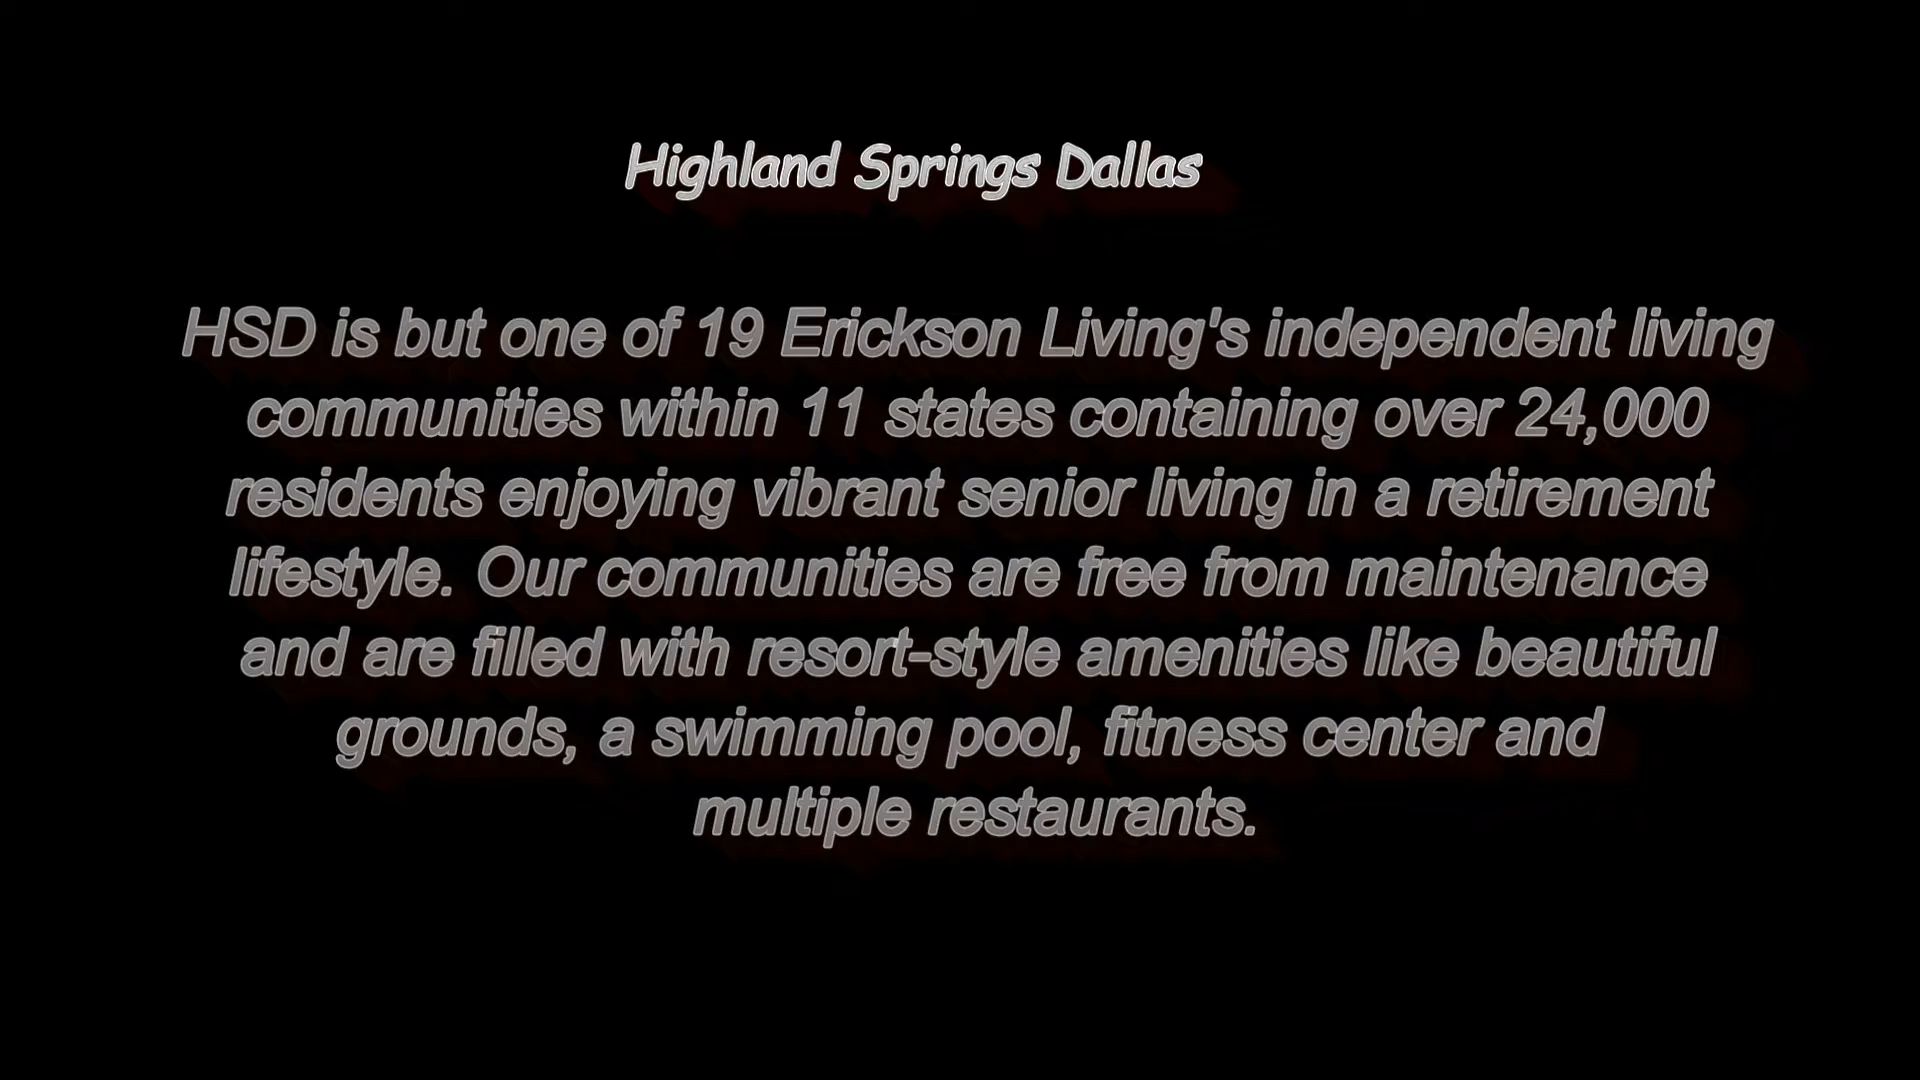 Highland Springs Dallas
HSD is but one of 19 Erickson Living's independent living
communities within 11 states containing over 24,000
residents enjoying vibrant senior living in a retirement
lifestyle. Our communities are free from maintenance
and are filled with resort-style amenities like beautiful
grounds, a swimming pool, fitness center and
multiple restaurants.